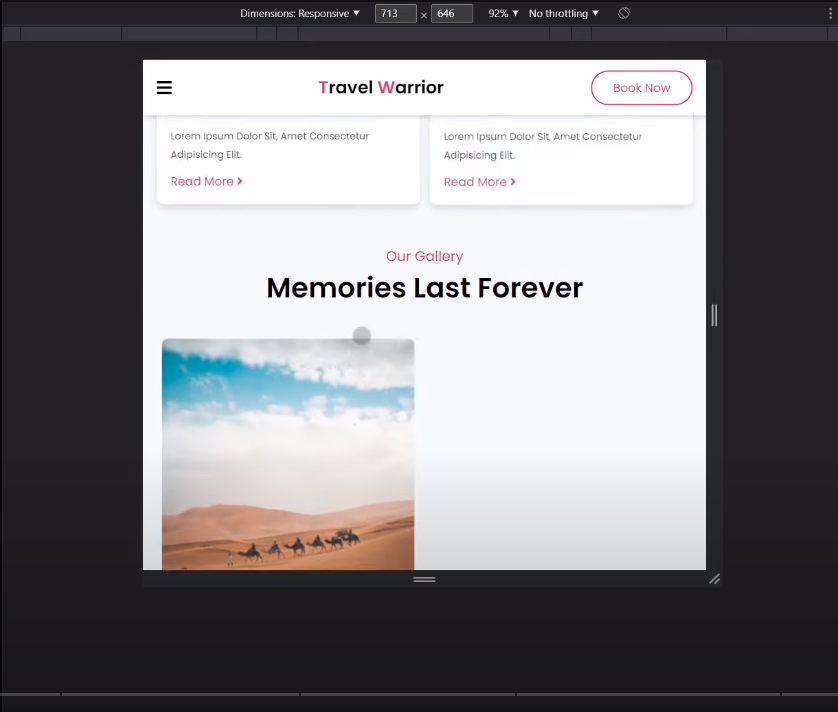 Dimensions: Responsive ▼ 713 × 646 92% ▼ No throttling ▼
Travel Warrior
Book Now
Lorem Ipsum Dolor Sit, Amet Consectetur
Adipisicing Elit.
Read More
Lorem Ipsum Dolor Sit, Amet Consectetur
Adipisicing Elit.
Read More
Our Gallery
Memories Last Forever